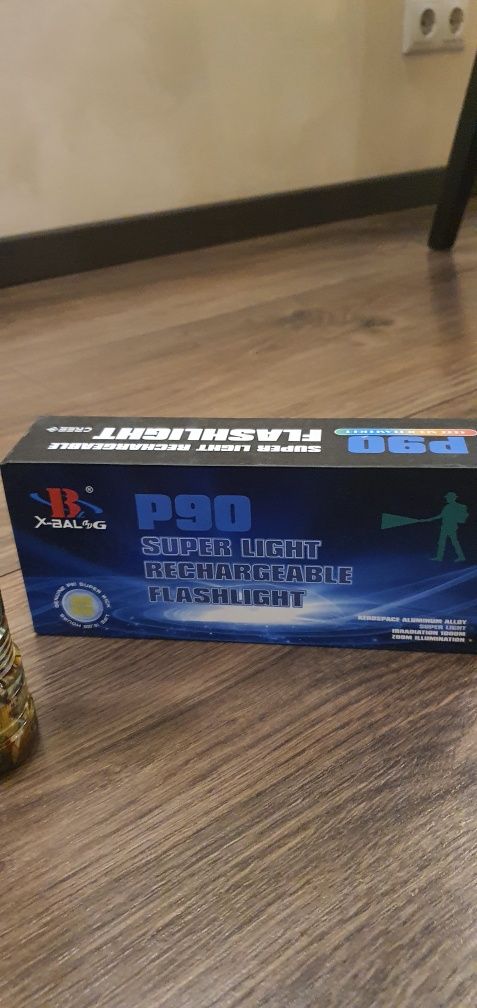 SUPER LIGHT RECHARGEABLE
FLASHLIGHT CREE
P90
B
®
X-BALOG
P90
SUPER LIGHT
RECHARGEABLE
FLASHLIGHT
AEROSPACE ALUMINUM ALLOY
SUPER LIGHT
IRRADIATION 1000M
ZOOM ILLUMINATION